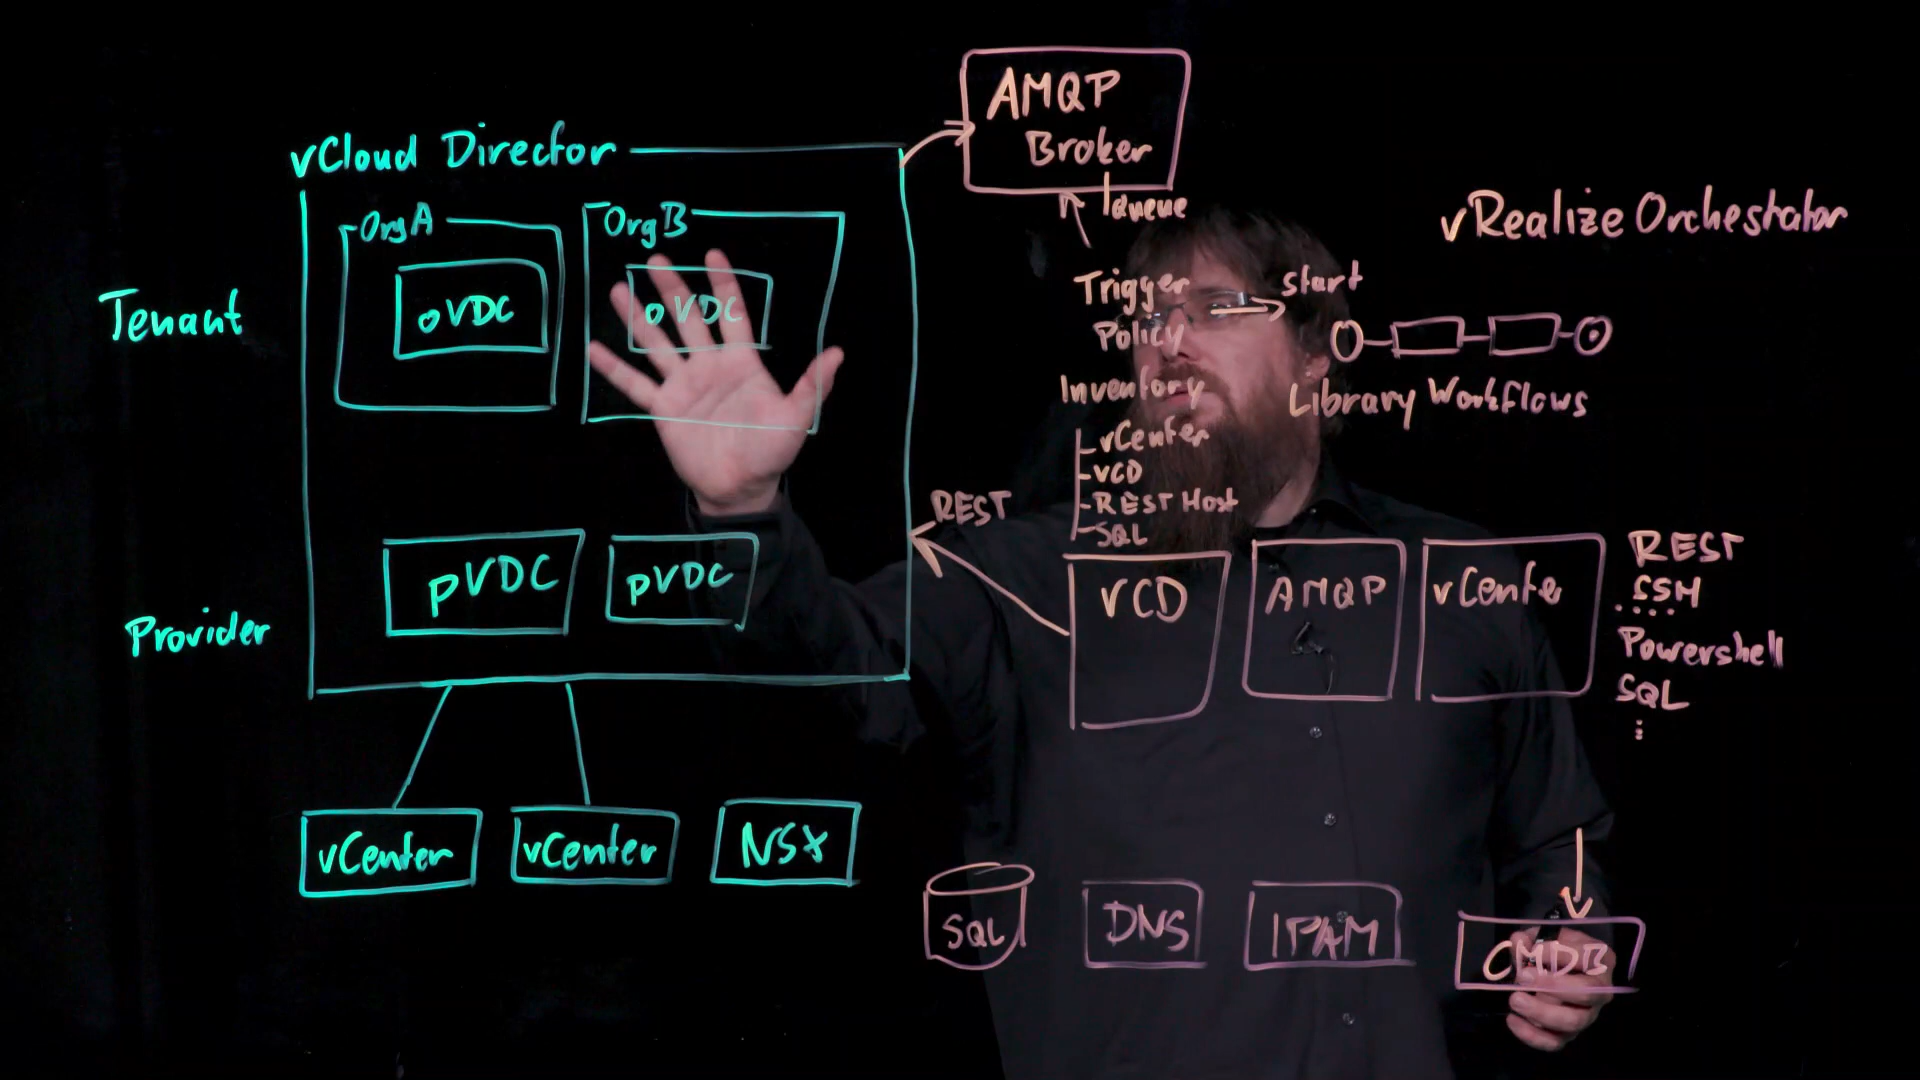 vCloud Director
OrgA
OrgB
oVDC
oVDC
Tenant
pVDC
pVDC
Provider
vCenter
vCenter
NSX
AMQP
Broker
queue
vRealize Orchestrator
Trigger
Policy
start
Library Workflows
Inventory
vCenter
VCD
REST Host
SQL
REST
VCD
AMQP
vCenter
REST
SSH
....
Powershell
SQL
⋮
SQL
DNS
IPAM
CMDB